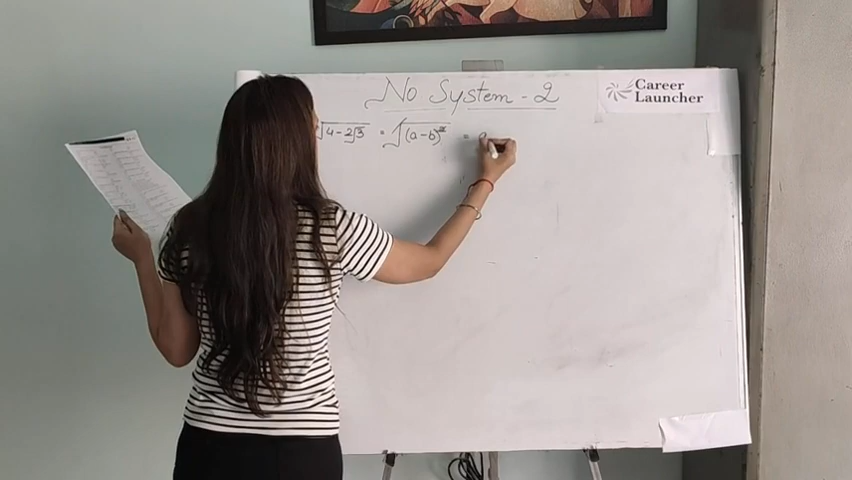 No System - 2
Career
Launcher
√4-2√3 = √(a-b)² = a